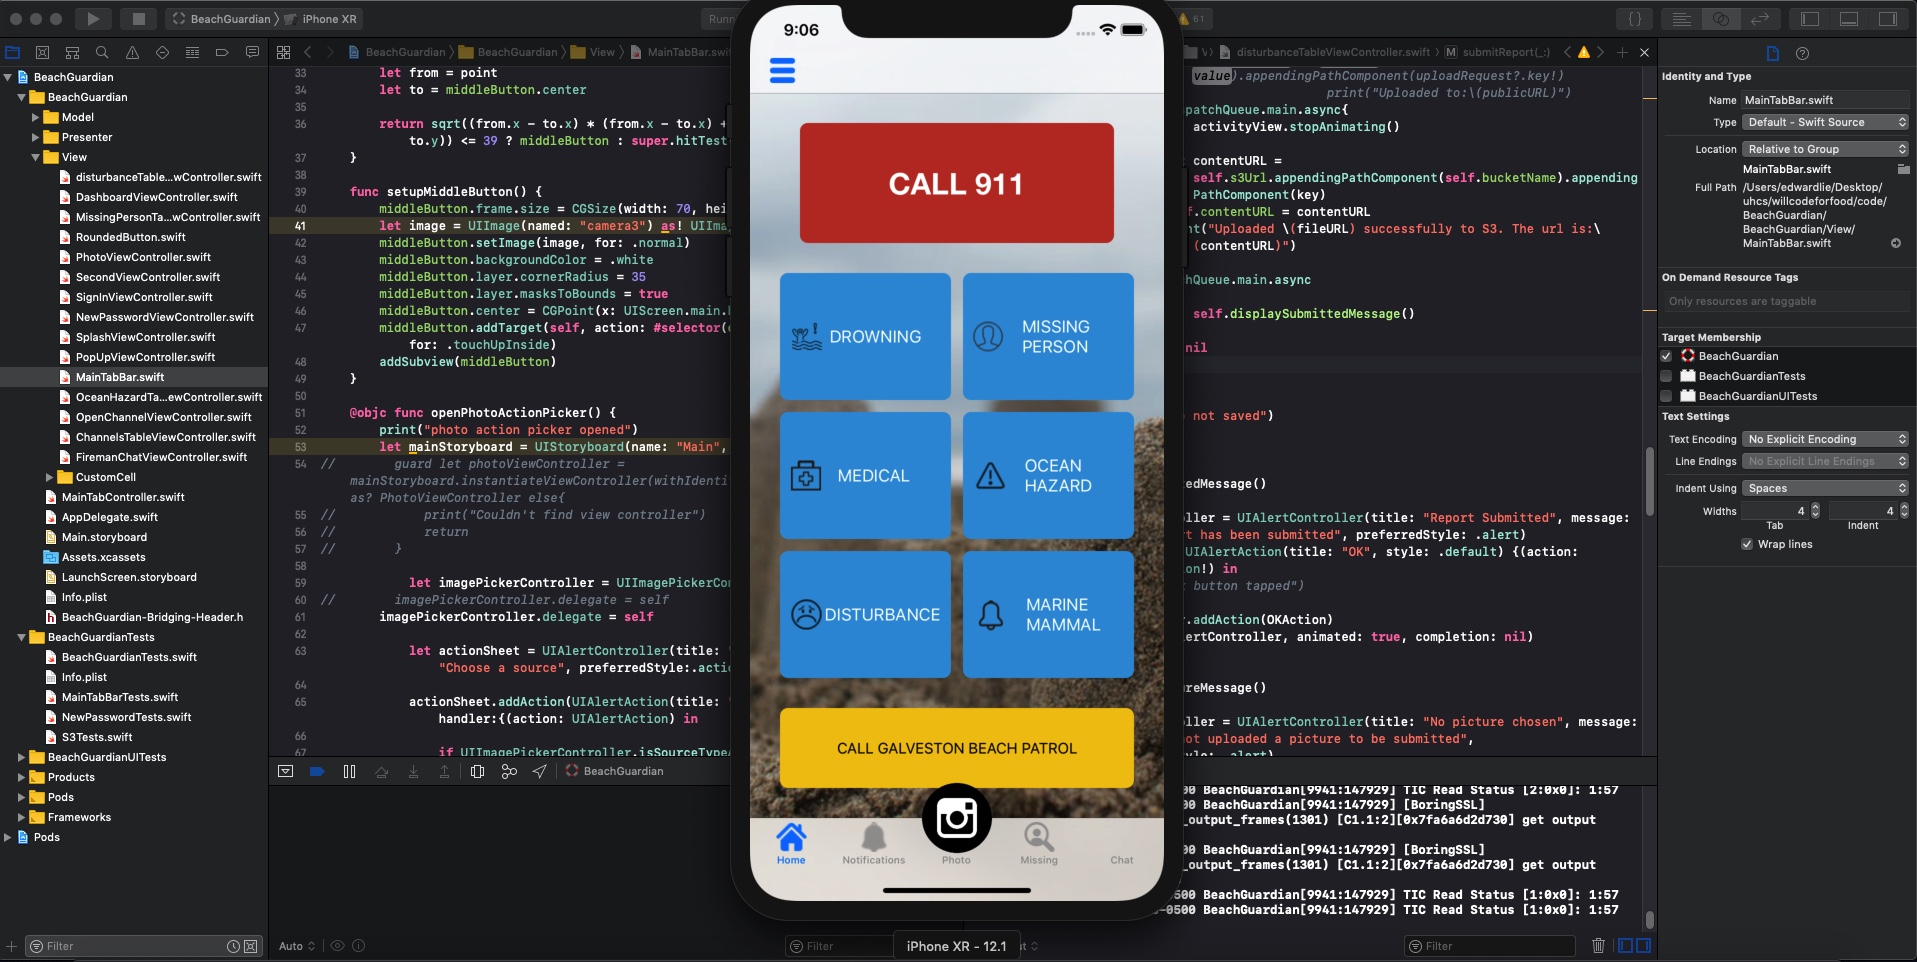 BeachGuardian
iPhone XR
Runn
61
BeachGuardian
BeachGuardian
View
MainTabBar.swi
disturbanceTableViewController.swift
M submitReport(_:)
BeachGuardian
BeachGuardian
Model
Presenter
View
disturbanceTable...wController.swift
DashboardViewController.swift
MissingPersonTa...wController.swift
RoundedButton.swift
PhotoViewController.swift
SecondViewController.swift
SignInViewController.swift
NewPasswordViewController.swift
SplashViewController.swift
PopUpViewController.swift
MainTabBar.swift
OceanHazardTa...ewController.swift
OpenChannelViewController.swift
ChannelsTableViewController.swift
FiremanChatViewController.swift
CustomCell
MainTabController.swift
AppDelegate.swift
Main.storyboard
Assets.xcassets
LaunchScreen.storyboard
Info.plist
BeachGuardian-Bridging-Header.h
BeachGuardianTests
BeachGuardianTests.swift
Info.plist
MainTabBarTests.swift
NewPasswordTests.swift
S3Tests.swift
BeachGuardianUITests
Products
Pods
Frameworks
Pods
Filter
33 let from = point
34 let to = middleButton.center
35
36 return sqrt((from.x - to.x) * (from.x - to.x) +
to.y)) <= 39 ? middleButton : super.hitTest
37 }
38
39 func setupMiddleButton() {
40 middleButton.frame.size = CGSize(width: 70, hei
41 let image = UIImage(named: "camera3") as! UIIma
42 middleButton.setImage(image, for: .normal)
43 middleButton.backgroundColor = .white
44 middleButton.layer.cornerRadius = 35
45 middleButton.layer.masksToBounds = true
46 middleButton.center = CGPoint(x: UIScreen.main.
47 middleButton.addTarget(self, action: #selector(
for: .touchUpInside)
48 addSubview(middleButton)
49 }
50
51 @objc func openPhotoActionPicker() {
52 print("photo action picker opened")
53 let mainStoryboard = UIStoryboard(name: "Main",
54 // guard let photoViewController =
mainStoryboard.instantiateViewController(withIdenti
as? PhotoViewController else{
55 // print("Couldn't find view controller")
56 // return
57 // }
58
59 let imagePickerController = UIImagePickerCon
60 // imagePickerController.delegate = self
61 imagePickerController.delegate = self
62
63 let actionSheet = UIAlertController(title: "
"Choose a source", preferredStyle:.actio
64
65 actionSheet.addAction(UIAlertAction(title: "
handler:{(action: UIAlertAction) in
66
67 if UIImagePickerController.isSourceTypeA
BeachGuardian
Auto
Filter
9:06
CALL 911
DROWNING
MISSING
PERSON
MEDICAL
OCEAN
HAZARD
DISTURBANCE
MARINE
MAMMAL
CALL GALVESTON BEACH PATROL
Home
Notifications
Photo
Missing
Chat
iPhone XR - 12.1
value).appendingPathComponent(uploadRequest?.key!)
print("Uploaded to:\(publicURL)")
patchQueue.main.async{
activityView.stopAnimating()
contentURL =
self.s3Url.appendingPathComponent(self.bucketName).appending
PathComponent(key)
f.contentURL = contentURL
nt("Uploaded \(fileURL) successfully to S3. The url is:\
(contentURL)")
hQueue.main.async
self.displaySubmittedMessage()
nil
not saved")
tedMessage()
oller = UIAlertController(title: "Report Submitted", message:
rt has been submitted", preferredStyle: .alert)
UIAlertAction(title: "OK", style: .default) {(action:
ion!) in
k button tapped")
r.addAction(OKAction)
lertController, animated: true, completion: nil)
ureMessage()
oller = UIAlertController(title: "No picture chosen", message:
not uploaded a picture to be submitted",
tyle: .alert)
00 BeachGuardian[9941:147929] TIC Read Status [2:0x0]: 1:57
00 BeachGuardian[9941:147929] [BoringSSL]
_output_frames(1301) [C1.1:2][0x7fa6a6d2d730] get output
00 BeachGuardian[9941:147929] [BoringSSL]
_output_frames(1301) [C1.1:2][0x7fa6a6d2d730] get output
0500 BeachGuardian[9941:147929] TIC Read Status [1:0x0]: 1:57
-0500 BeachGuardian[9941:147929] TIC Read Status [1:0x0]: 1:57
Filter
Identity and Type
Name MainTabBar.swift
Type Default - Swift Source
Location Relative to Group
MainTabBar.swift
Full Path /Users/edwardlie/Desktop/
uhcs/willcodeforfood/code/
BeachGuardian/
BeachGuardian/View/
MainTabBar.swift
On Demand Resource Tags
Only resources are taggable
Target Membership
BeachGuardian
BeachGuardianTests
BeachGuardianUITests
Text Settings
Text Encoding No Explicit Encoding
Line Endings No Explicit Line Endings
Indent Using Spaces
Widths 4 4
Tab Indent
Wrap lines